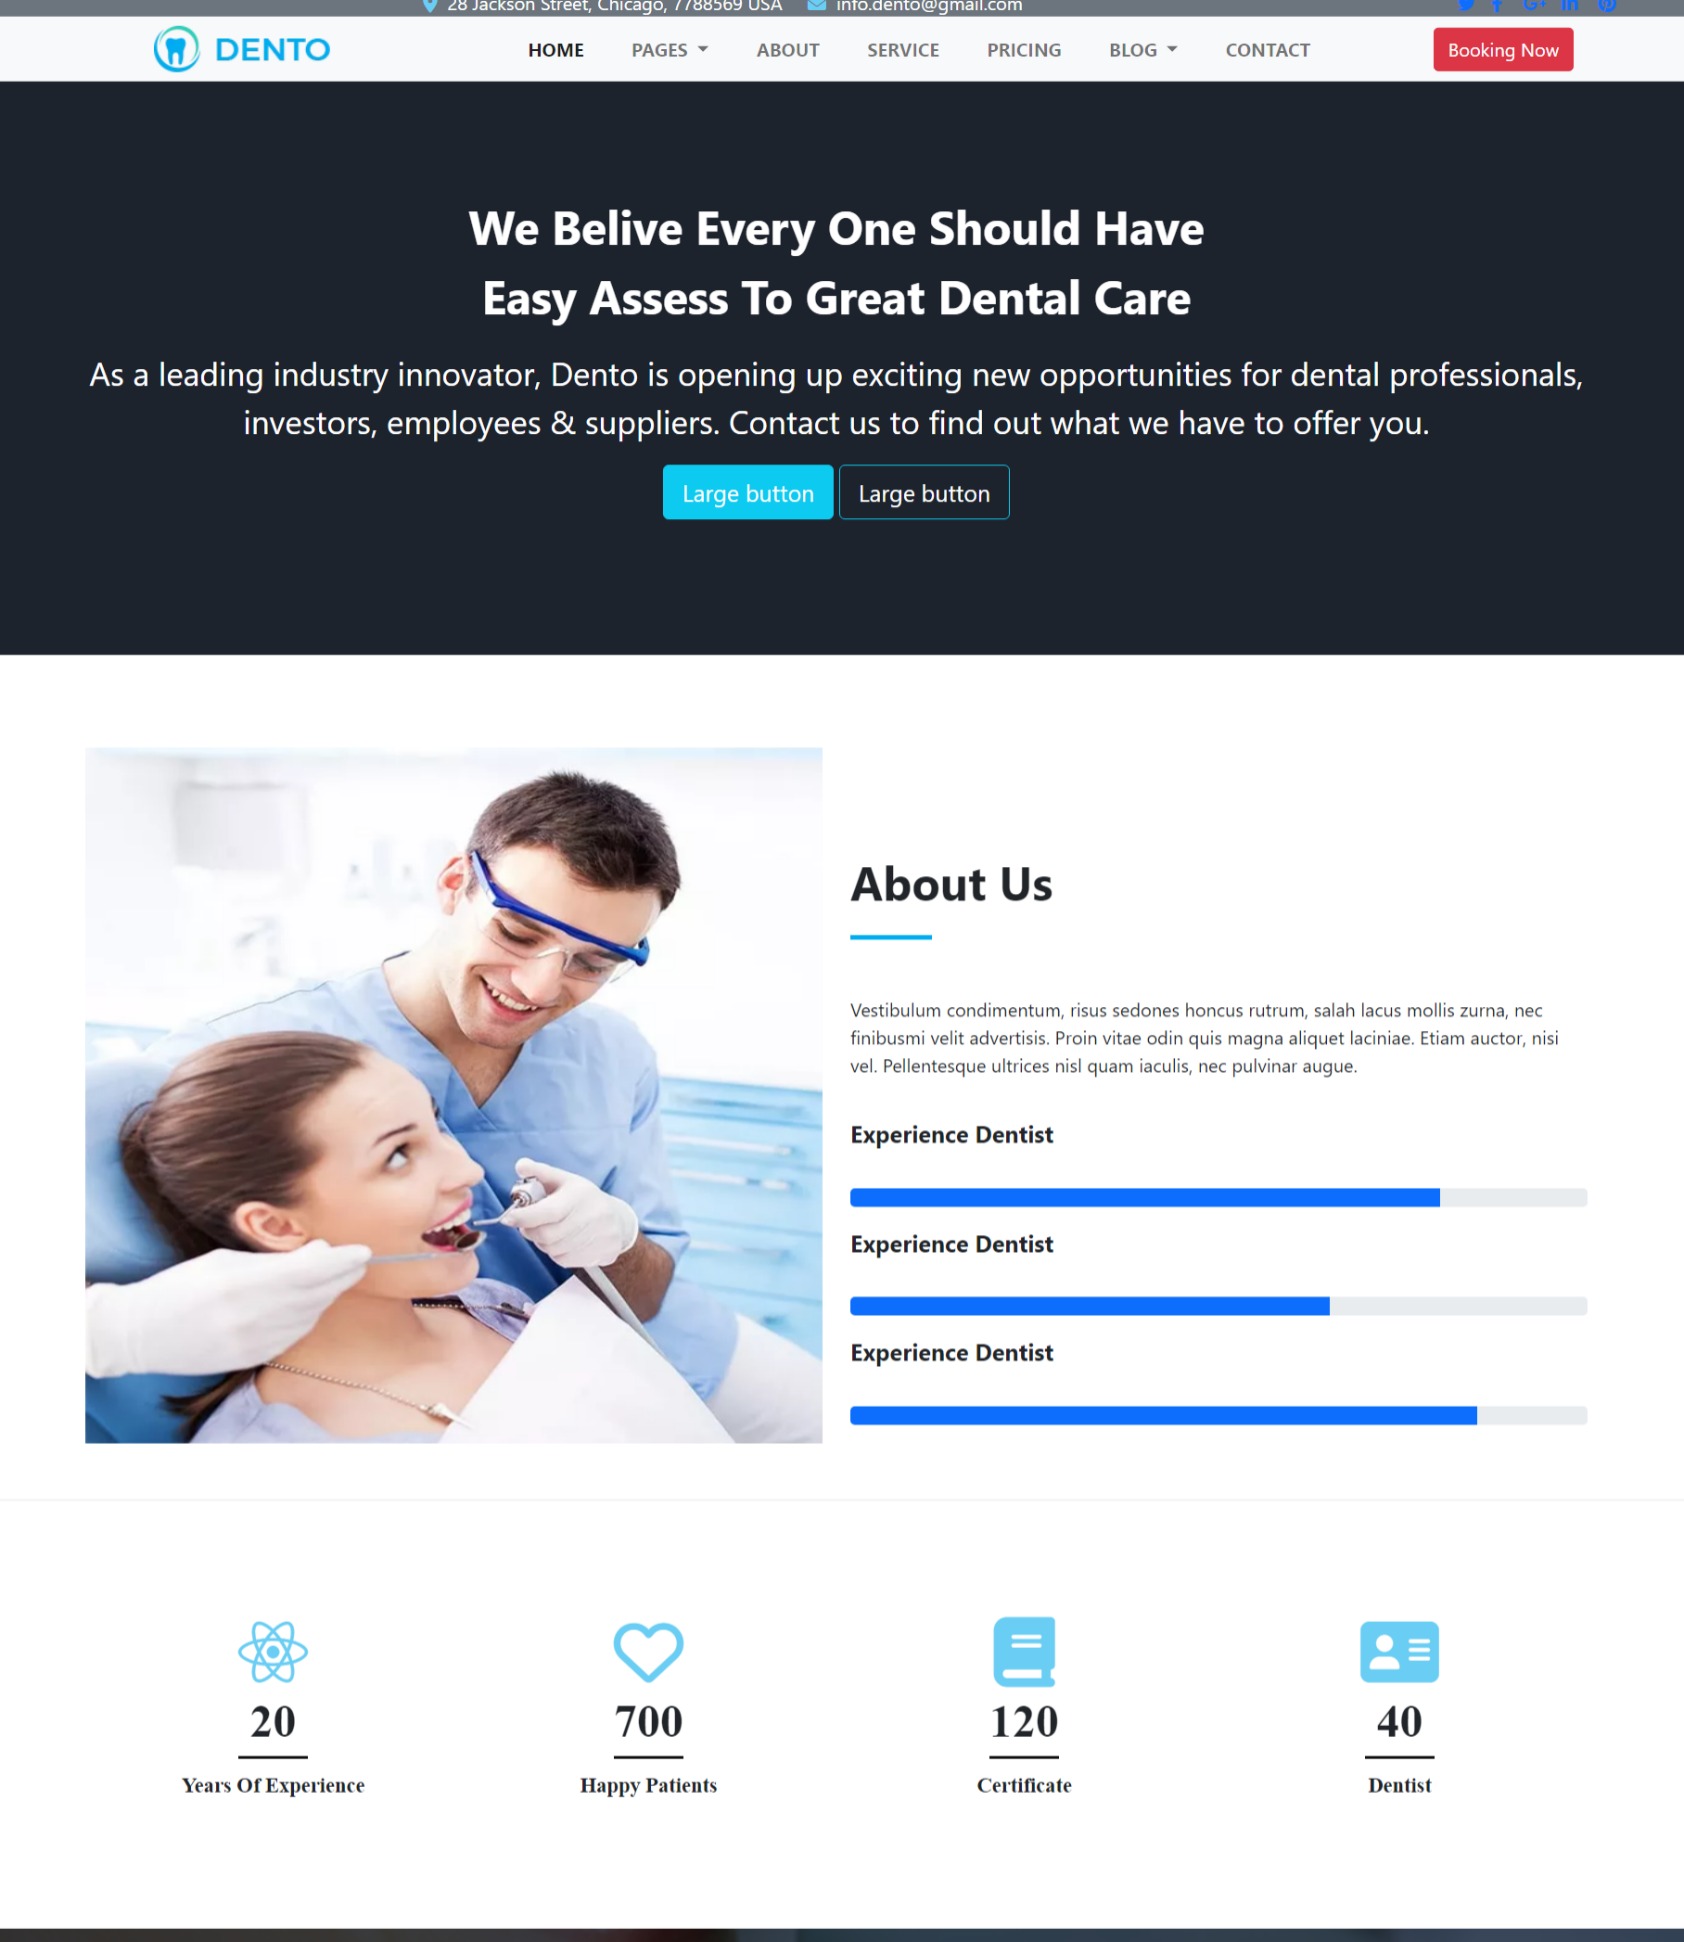 28 Jackson Street, Chicago, 7788569 USA info.dento@gmail.com
DENTO HOME PAGES ABOUT SERVICE PRICING BLOG CONTACT Booking Now
We Belive Every One Should Have
Easy Assess To Great Dental Care
As a leading industry innovator, Dento is opening up exciting new opportunities for dental professionals,
investors, employees & suppliers. Contact us to find out what we have to offer you.
Large button Large button
About Us
Vestibulum condimentum, risus sedones honcus rutrum, salah lacus mollis zurna, nec
finibusmi velit advertisis. Proin vitae odin quis magna aliquet laciniae. Etiam auctor, nisi
vel. Pellentesque ultrices nisl quam iaculis, nec pulvinar augue.
Experience Dentist
Experience Dentist
Experience Dentist
20 700 120 40
Years Of Experience Happy Patients Certificate Dentist